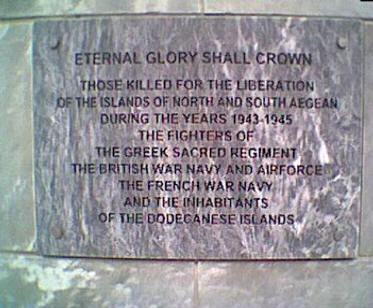 ETERNAL GLORY SHALL CROWN
THOSE KILLED FOR THE LIBERATION
OF THE ISLANDS OF NORTH AND SOUTH AEGEAN
DURING THE YEARS 1943-1945
THE FIGHTERS OF
THE GREEK SACRED REGIMENT
THE BRITISH WAR NAVY AND AIRFORCE
THE FRENCH WAR NAVY
AND THE INHABITANTS
OF THE DODECANESE ISLANDS